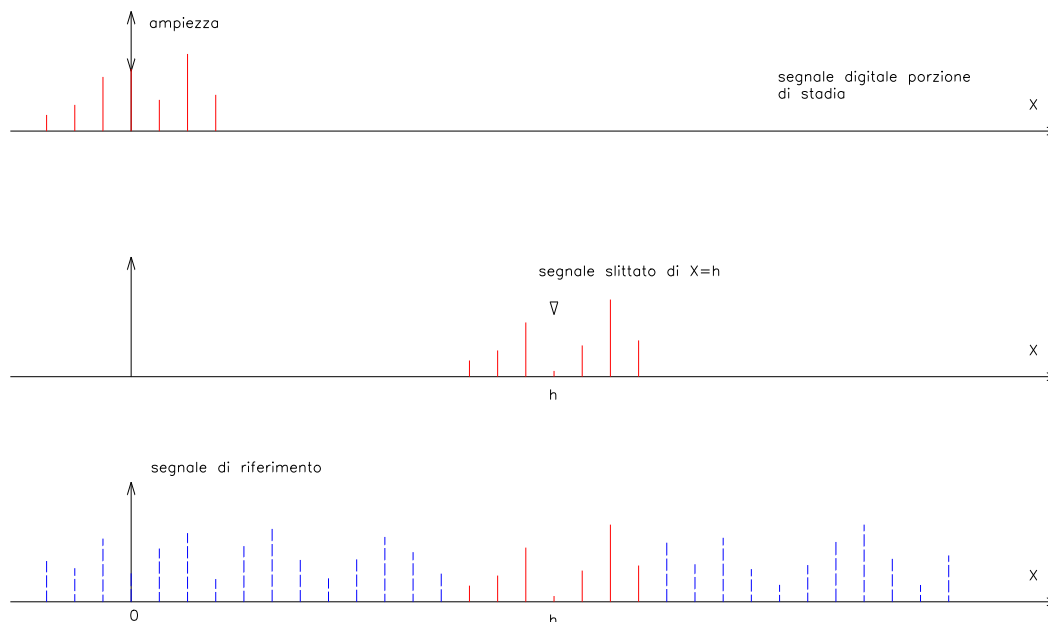 ampiezza
segnale digitale porzione
di stadia
X
segnale slittato di X=h
X
h
segnale di riferimento
X
0
h